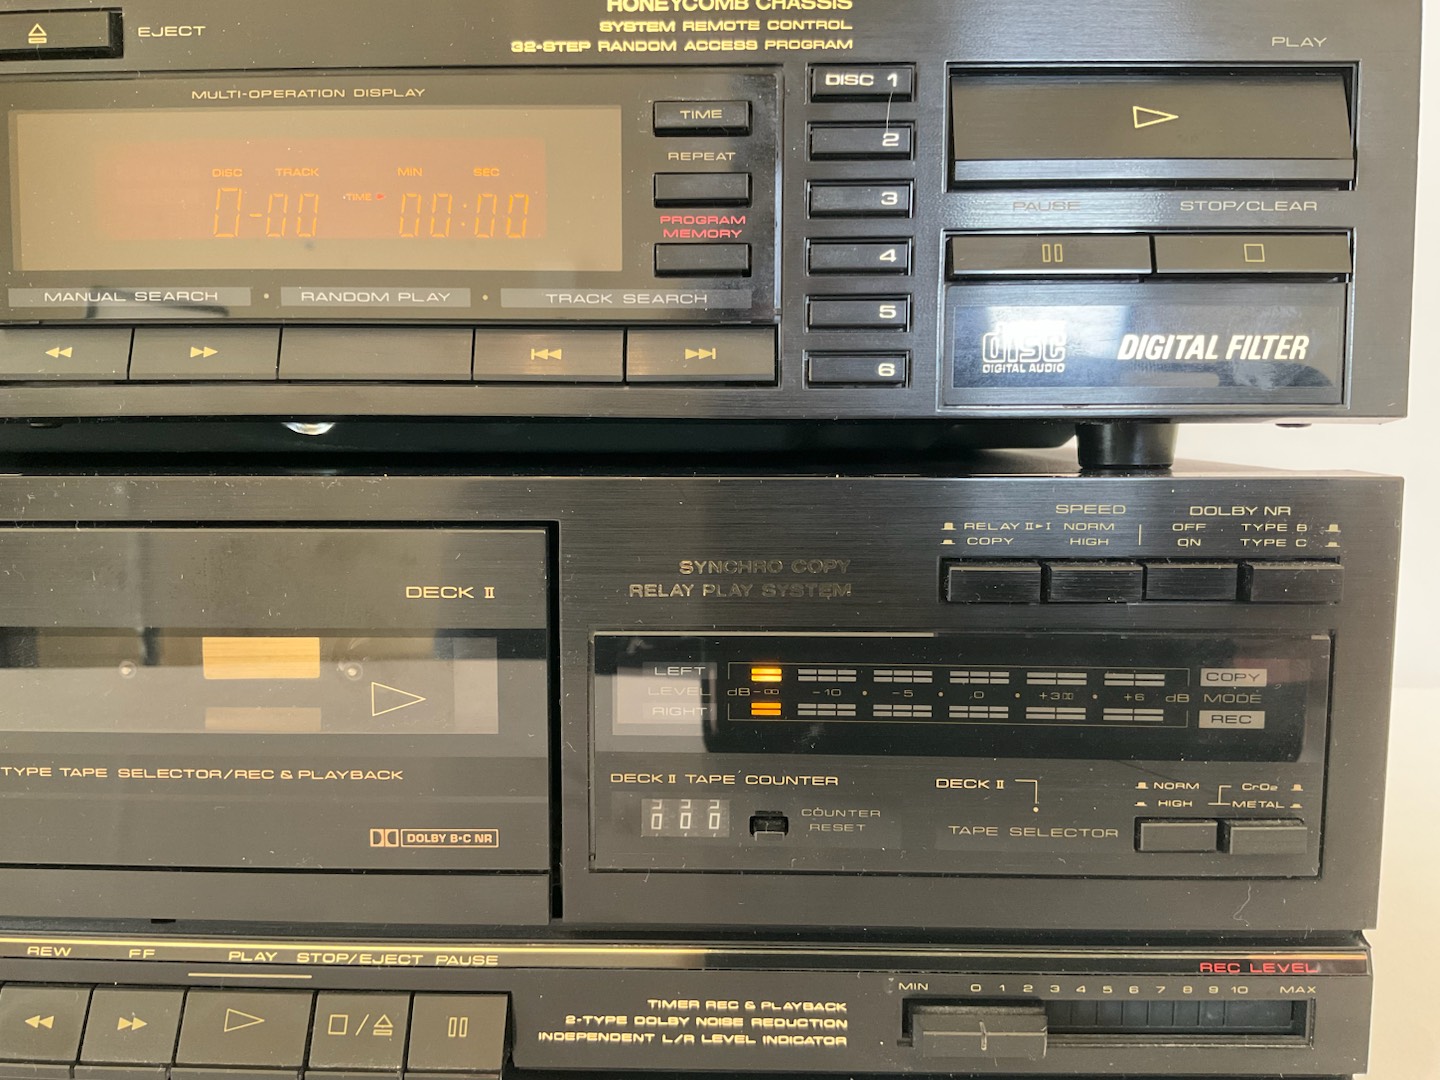 HONEYCOMB CHASSIS
SYSTEM REMOTE CONTROL
32-STEP RANDOM ACCESS PROGRAM
EJECT
PLAY
MULTI-OPERATION DISPLAY
DISC TRACK TIME MIN SEC
0-00 00:00
TIME
REPEAT
PROGRAM
MEMORY
DISC 1
2
3
4
5
6
PAUSE STOP/CLEAR
MANUAL SEARCH • RANDOM PLAY • TRACK SEARCH
disc
DIGITAL AUDIO
DIGITAL FILTER
SPEED DOLBY NR
RELAY II▸I NORM OFF TYPE B
COPY HIGH ON TYPE C
SYNCHRO COPY
RELAY PLAY SYSTEM
DECK II
LEFT
LEVEL
RIGHT
dB -∞ -10 • -5 • 0 • +3 • +6 dB
COPY
MODE
REC
TYPE TAPE SELECTOR/REC & PLAYBACK
DOLBY B•C NR
DECK II TAPE COUNTER
000
COUNTER
RESET
DECK II
TAPE SELECTOR
NORM CrO2
HIGH METAL
REW FF PLAY STOP/EJECT PAUSE
REC LEVEL
MIN 0 1 2 3 4 5 6 7 8 9 10 MAX
TIMER REC & PLAYBACK
2-TYPE DOLBY NOISE REDUCTION
INDEPENDENT L/R LEVEL INDICATOR